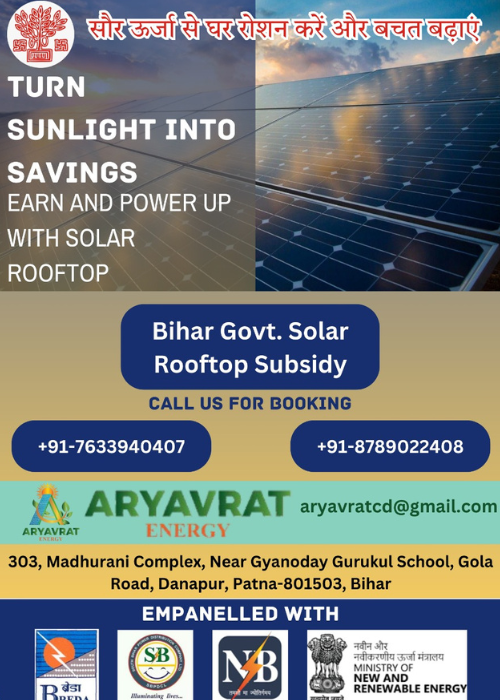 सौर ऊर्जा से घर रोशन करें और बचत बढ़ाएं
TURN
SUNLIGHT INTO
SAVINGS
EARN AND POWER UP
WITH SOLAR
ROOFTOP
Bihar Govt. Solar
Rooftop Subsidy
CALL US FOR BOOKING
+91-7633940407
+91-8789022408
ARYAVRAT
ENERGY
ARYAVRAT
ENERGY
aryavratcd@gmail.com
303, Madhurani Complex, Near Gyanoday Gurukul School, Gola
Road, Danapur, Patna-801503, Bihar
EMPANELLED WITH
ब्रेडा
BREDA
SB
Illuminating lives...
NB
नवीन और
नवीकरणीय ऊर्जा मंत्रालय
MINISTRY OF
NEW AND
RENEWABLE ENERGY